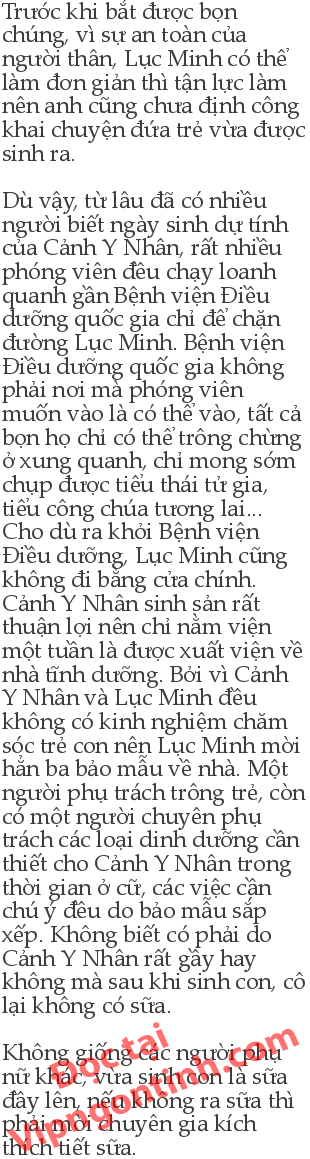 Trước khi bắt được bọn
chúng, vì sự an toàn của
người thân, Lục Minh có thể
làm đơn giản thì tận lực làm
nên anh cũng chưa định công
khai chuyện đứa trẻ vừa được
sinh ra.
Dù vậy, từ lâu đã có nhiều
người biết ngày sinh dự tính
của Cảnh Y Nhân, rất nhiều
phóng viên đều chạy loanh
quanh gần Bệnh viện Điều
dưỡng quốc gia chỉ để chặn
đường Lục Minh. Bệnh viện
Điều dưỡng quốc gia không
phải nơi mà phóng viên
muốn vào là có thể vào, tất cả
bọn họ chỉ có thể trông chừng
ở xung quanh, chỉ mong sớm
chụp được tiểu thái tử gia,
tiểu công chúa tương lai...
Cho dù ra khỏi Bệnh viện
Điều dưỡng, Lục Minh cũng
không đi bằng cửa chính.
Cảnh Y Nhân sinh sản rất
thuận lợi nên chỉ nằm viện
một tuần là được xuất viện về
nhà tĩnh dưỡng. Bởi vì Cảnh
Y Nhân và Lục Minh đều
không có kinh nghiệm chăm
sóc trẻ con nên Lục Minh mời
hẳn ba bảo mẫu về nhà. Một
người phụ trách trông trẻ, còn
có một người chuyên phụ
trách các loại dinh dưỡng cần
thiết cho Cảnh Y Nhân trong
thời gian ở cữ, các việc cần
chú ý đều do bảo mẫu sắp
xếp. Không biết có phải do
Cảnh Y Nhân rất gầy hay
không mà sau khi sinh con, cô
lại không có sữa.
Không giống các người phụ
nữ khác, vừa sinh con là sữa
đầy lên, nếu không ra sữa thì
phải mời chuyên gia kích
thích tiết sữa.
Đọc tại
Vipngontinh.com